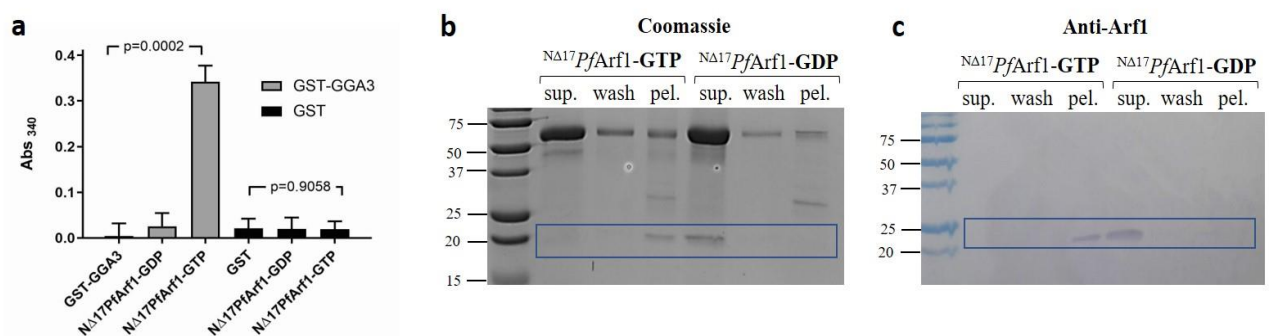 a
p=0.0002
0.4
0.3
0.2
0.1
0.0
Abs 340
GST-GGA3
GST
p=0.9058
GST-GGA3
NΔ17PfArf1-GDP
NΔ17PfArf1-GTP
GST
NΔ17PfArf1-GDP
NΔ17PfArf1-GTP
b
Coomassie
NΔ17PfArf1-GTP NΔ17PfArf1-GDP
sup. wash pel. sup. wash pel.
75
50
37
25
20
15
c
Anti-Arf1
NΔ17PfArf1-GTP NΔ17PfArf1-GDP
sup. wash pel. sup. wash pel.
75
50
37
25
20